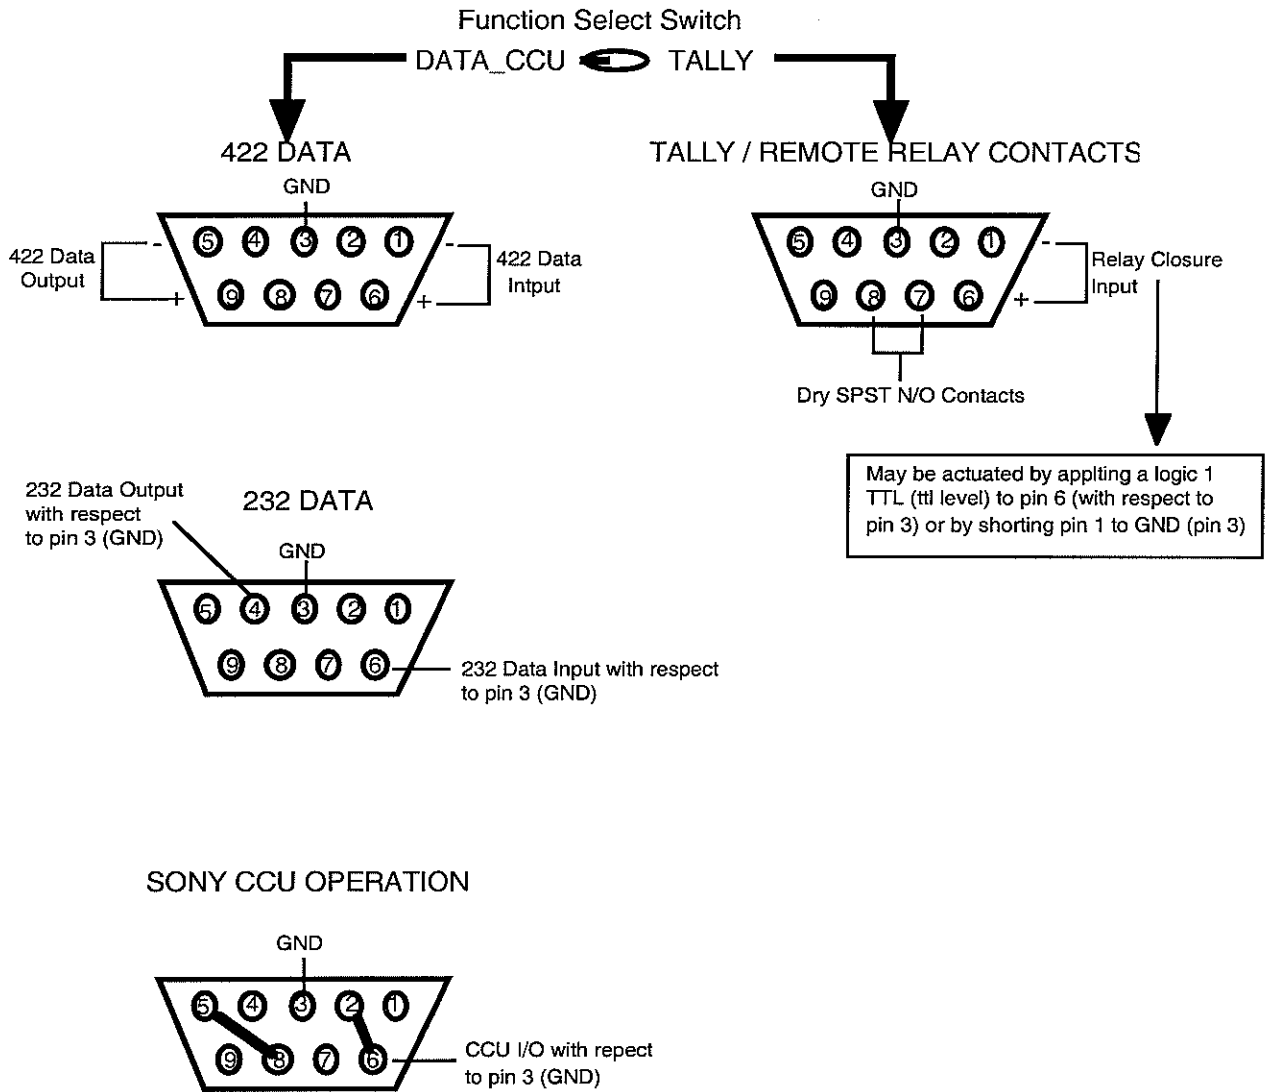 Function Select Switch
DATA_CCU TALLY
422 DATA
GND
5 4 3 2 1
9 8 7 6
- +
422 Data
Output
- +
422 Data
Intput
TALLY / REMOTE RELAY CONTACTS
GND
5 4 3 2 1
9 8 7 6
- +
Relay Closure
Input
Dry SPST N/O Contacts
May be actuated by applting a logic 1
TTL (ttl level) to pin 6 (with respect to
pin 3) or by shorting pin 1 to GND (pin 3)
232 Data Output
with respect
to pin 3 (GND)
232 DATA
GND
5 4 3 2 1
9 8 7 6
232 Data Input with respect
to pin 3 (GND)
SONY CCU OPERATION
GND
5 4 3 2 1
9 8 7 6
CCU I/O with repect
to pin 3 (GND)